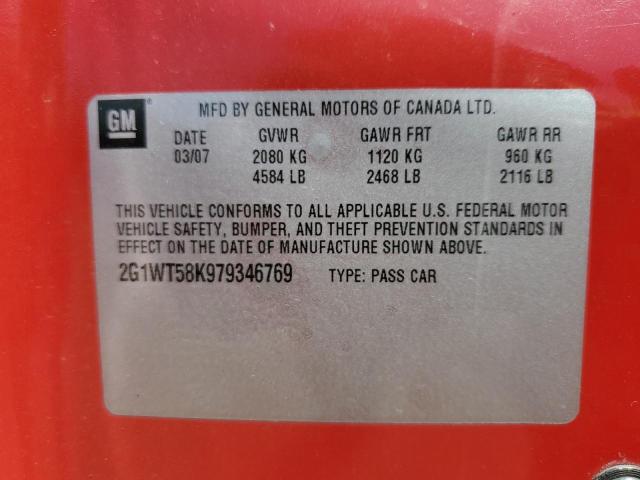 GM® MFD BY GENERAL MOTORS OF CANADA LTD.
DATE GVWR GAWR FRT GAWR RR
03/07 2080 KG 1120 KG 960 KG
4584 LB 2468 LB 2116 LB
THIS VEHICLE CONFORMS TO ALL APPLICABLE U.S. FEDERAL MOTOR
VEHICLE SAFETY, BUMPER, AND THEFT PREVENTION STANDARDS IN
EFFECT ON THE DATE OF MANUFACTURE SHOWN ABOVE.
2G1WT58K979346769 TYPE: PASS CAR